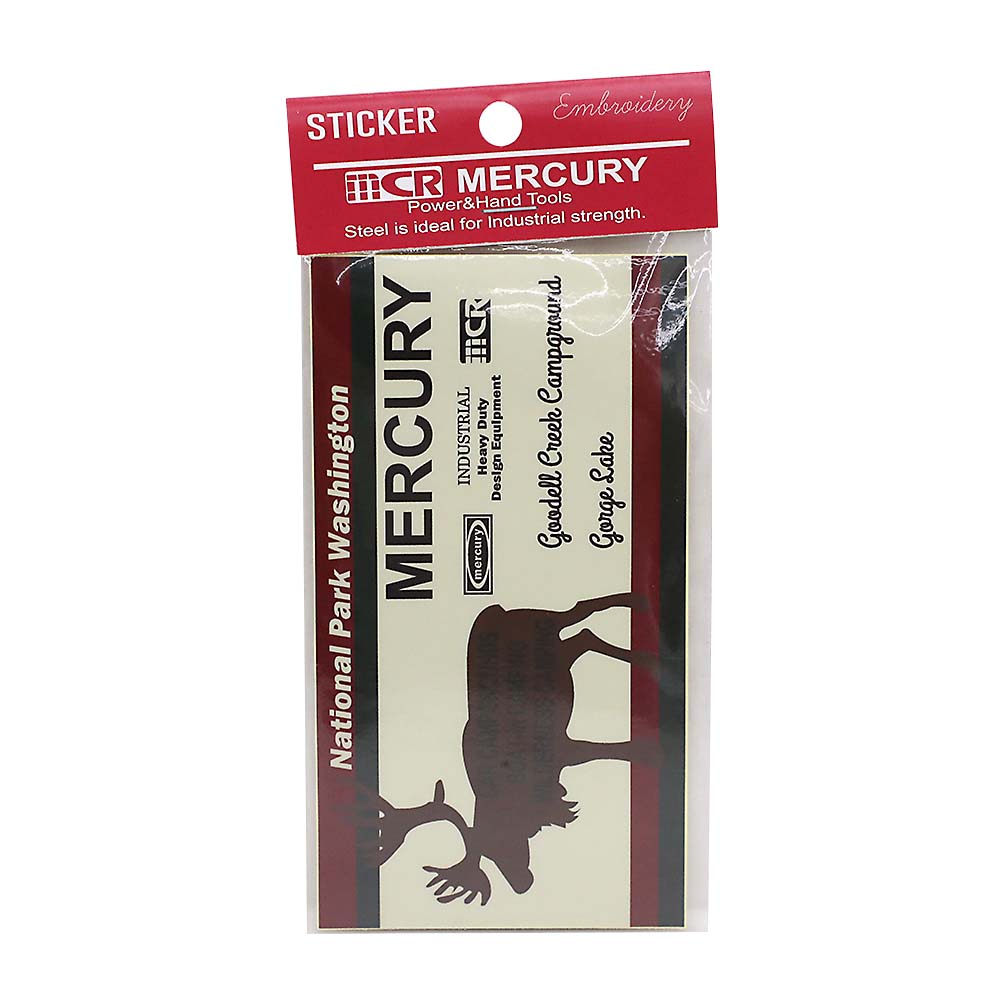 STICKER
Embroidery
mCR MERCURY
Power&Hand Tools
Steel is ideal for Industrial strength.
National Park Washington
MERCURY
mercury
INDUSTRIAL
Heavy Duty
Design Equipment
mCR
Goodell Creek Campground
Gorge Lake